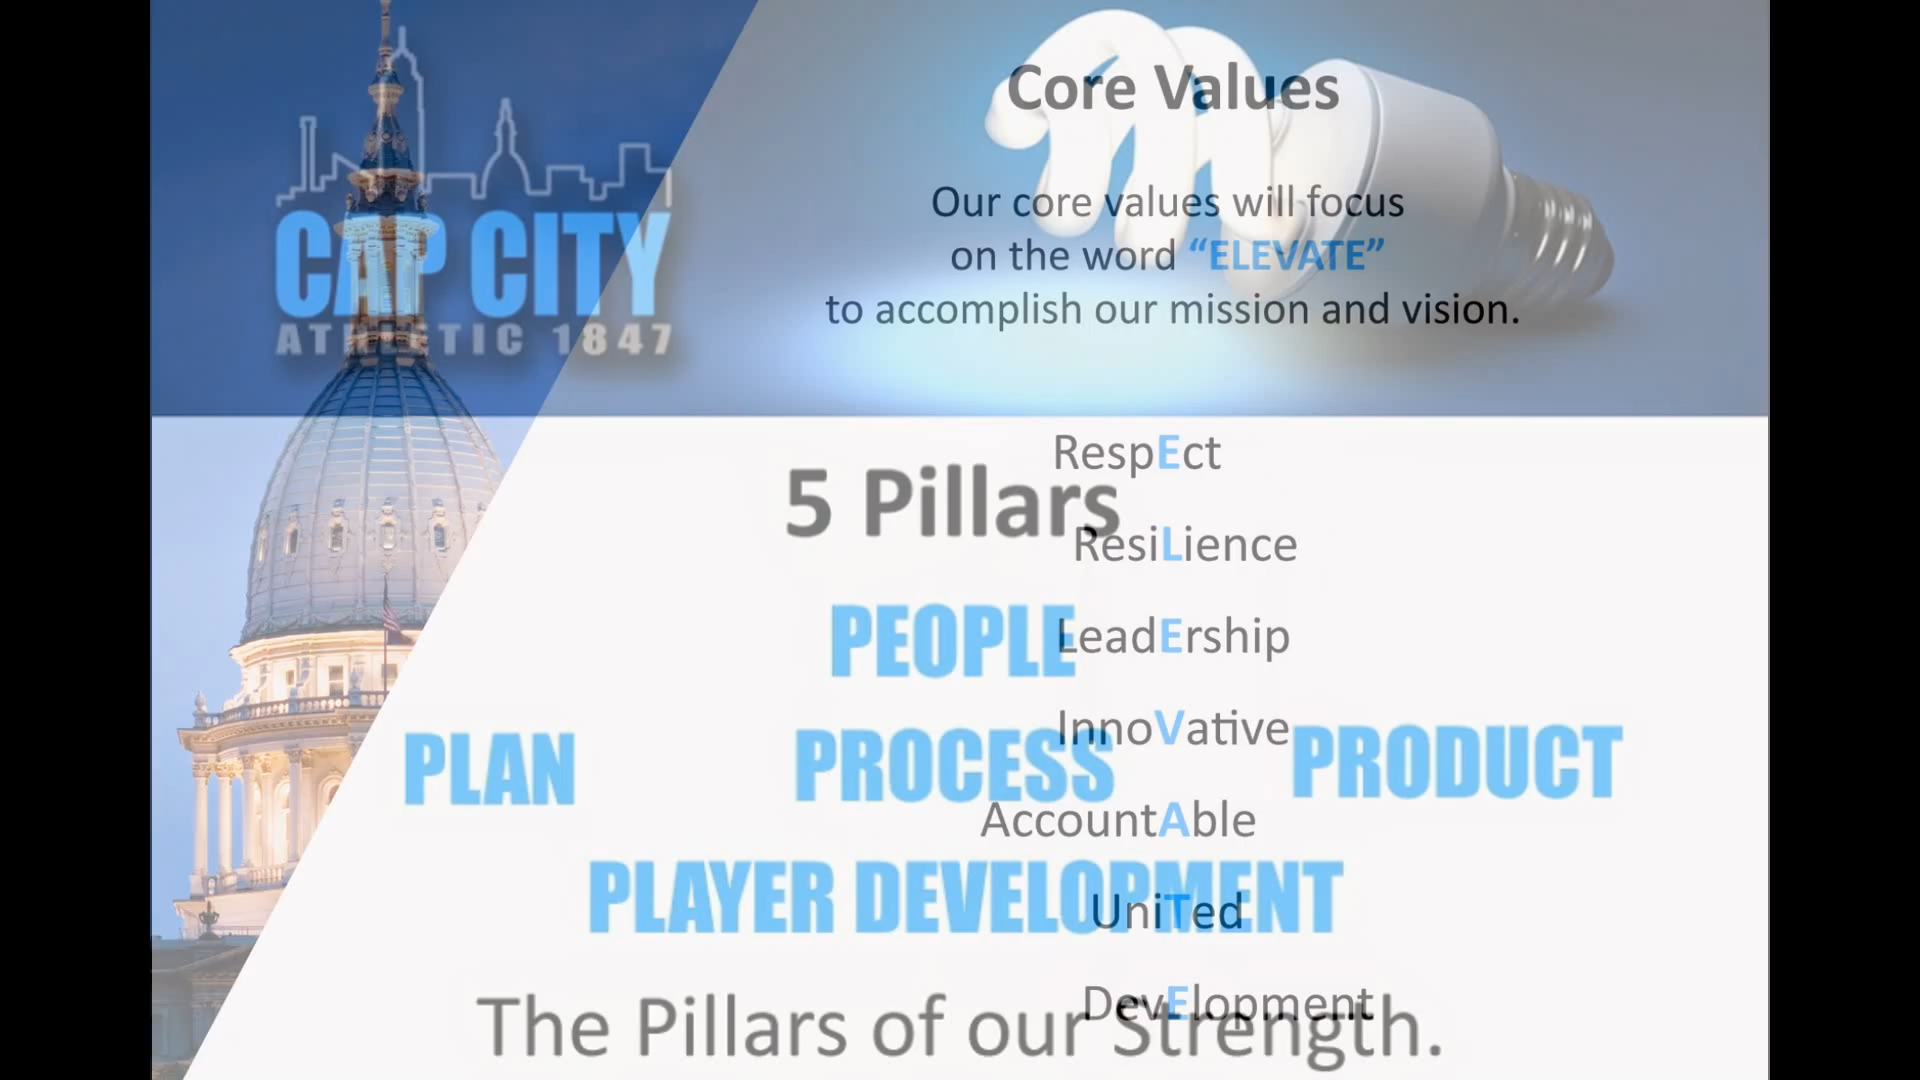 CAP CITY
ATHLETIC 1847
Core Values
Our core values will focus
on the word “ELEVATE”
to accomplish our mission and vision.
RespEct
ResiLience
LeadErship
InnoVative
AccountAble
UniTed
DevElopment
5 Pillars
PEOPLE
PLAN PROCESS PRODUCT
PLAYER DEVELOPMENT
The Pillars of our Strength.